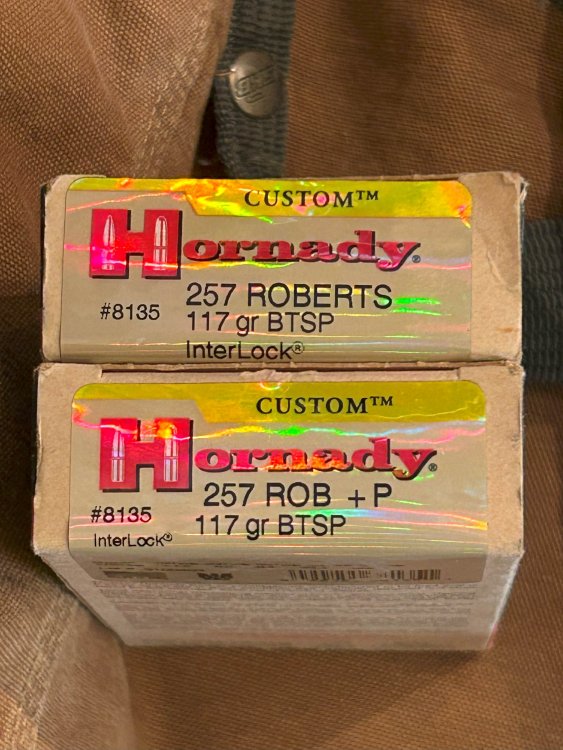 CUSTOM™
Hornady®
257 ROBERTS
#8135
117 gr BTSP
InterLock®
CUSTOM™
Hornady®
257 ROB +P
#8135
117 gr BTSP
InterLock®